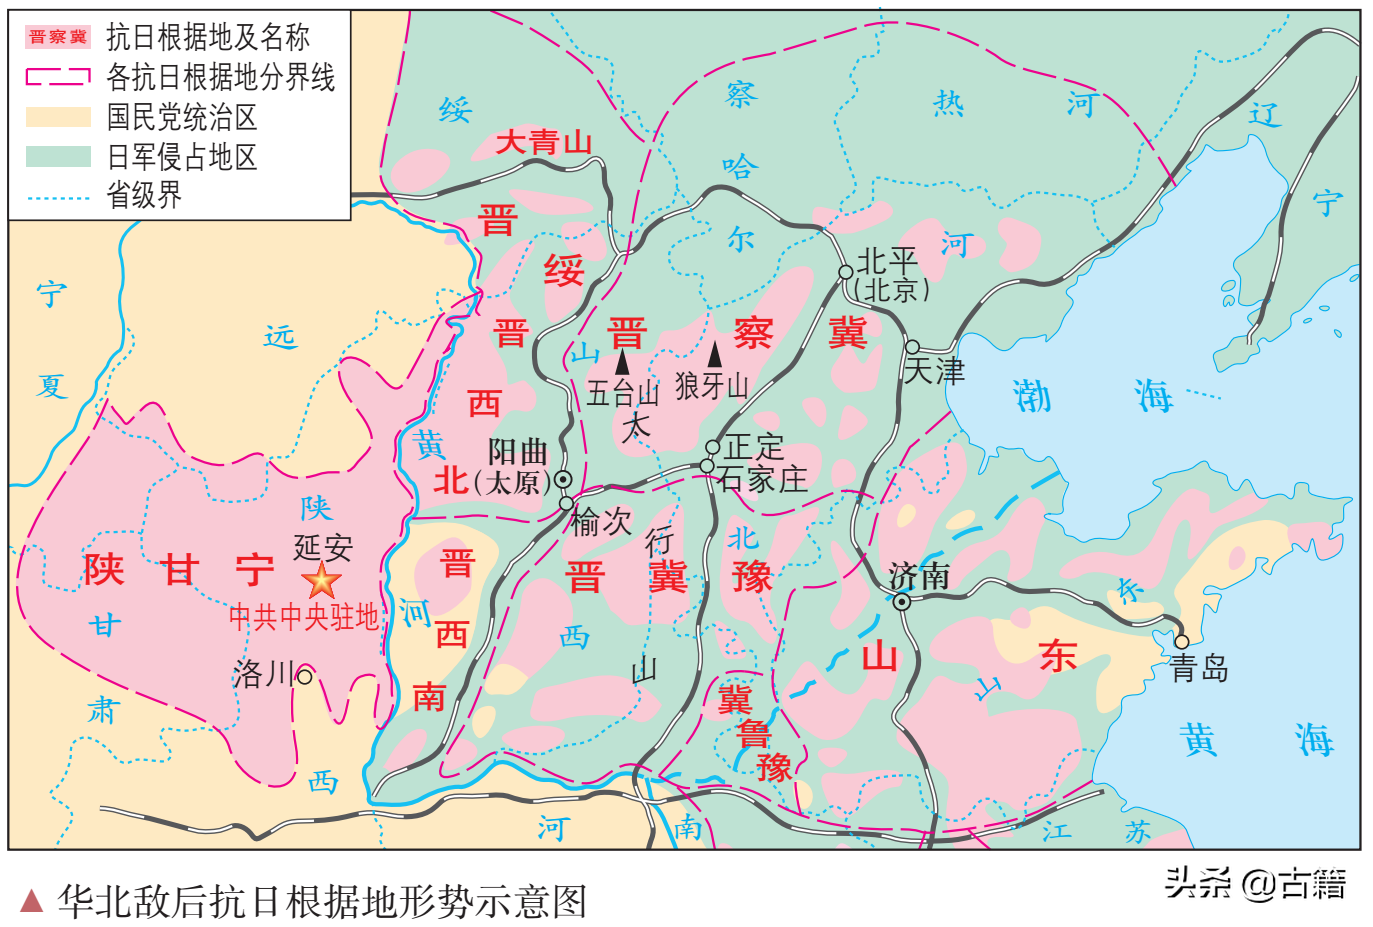 晋察冀
抗日根据地及名称
各抗日根据地分界线
国民党统治区
日军侵占地区
省级界
绥
远
察
哈
尔
热
河
辽
宁
河
北
宁
夏
大青山
晋
绥
晋
西
北
山
西
晋
察
冀
北平
(北京)
天津
五台山
狼牙山
太
行
山
渤
海
黄
河
阳曲
(太原)
榆次
正定
石家庄
陕
西
延安
陕
甘
宁
中共中央驻地
洛川
甘
肃
晋
西
南
晋
冀
豫
济南
山
东
山
东
青岛
冀
鲁
豫
黄
海
河
南
江
苏
▲ 华北敌后抗日根据地形势示意图
头条 @古籍